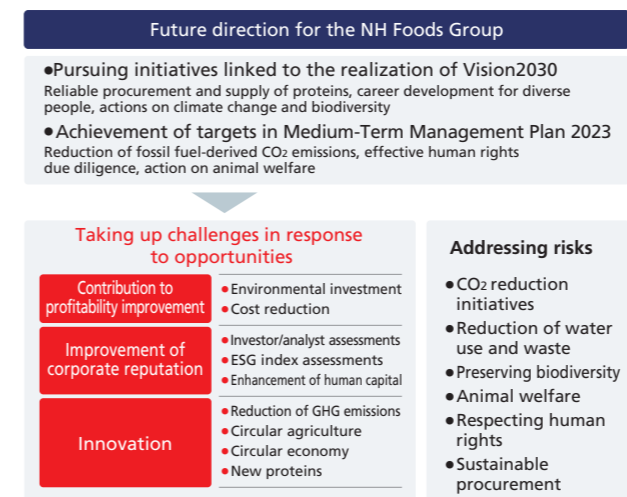 Future direction for the NH Foods Group
●Pursuing initiatives linked to the realization of Vision2030
Reliable procurement and supply of proteins, career development for diverse
people, actions on climate change and biodiversity
●Achievement of targets in Medium-Term Management Plan 2023
Reduction of fossil fuel-derived CO2 emissions, effective human rights
due diligence, action on animal welfare
Taking up challenges in response
to opportunities
Contribution to
profitability improvement
●Environmental investment
●Cost reduction
Improvement of
corporate reputation
●Investor/analyst assessments
●ESG index assessments
●Enhancement of human capital
Innovation
●Reduction of GHG emissions
●Circular agriculture
●Circular economy
●New proteins
Addressing risks
●CO2 reduction
initiatives
●Reduction of water
use and waste
●Preserving biodiversity
●Animal welfare
●Respecting human
rights
●Sustainable
procurement